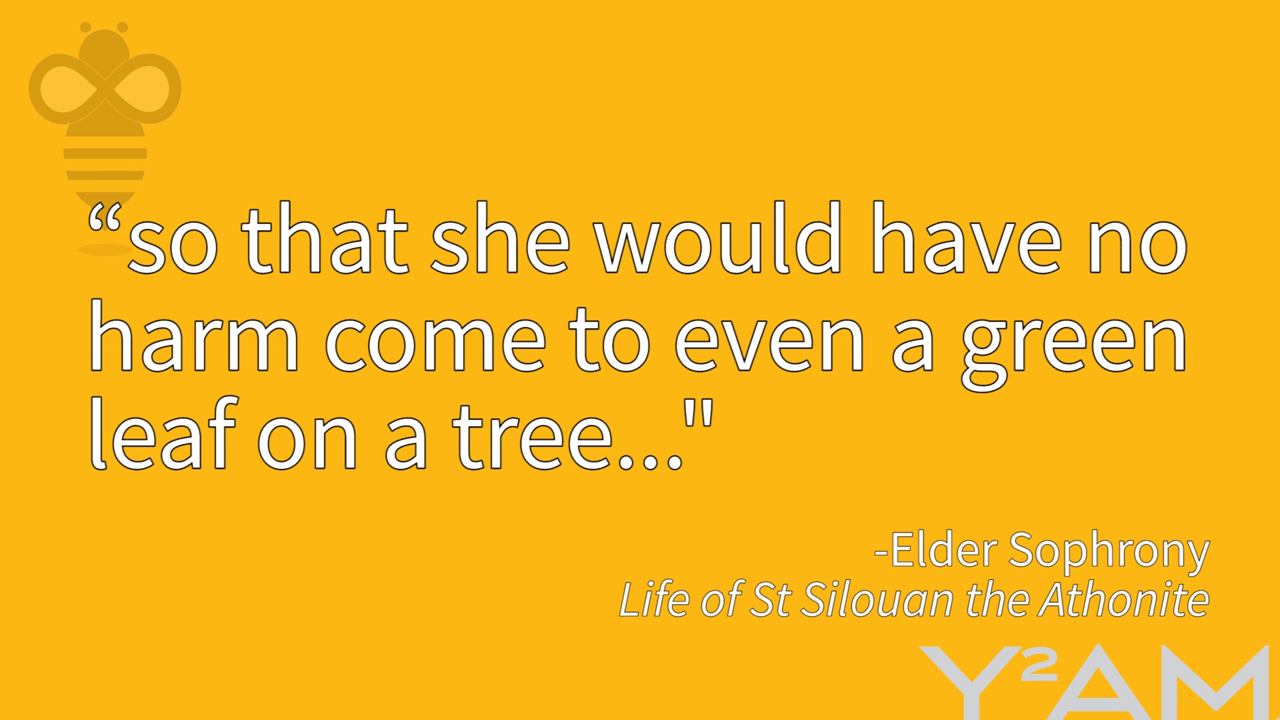 “so that she would have no
harm come to even a green
leaf on a tree..."
-Elder Sophrony
Life of St Silouan the Athonite
Y²AM